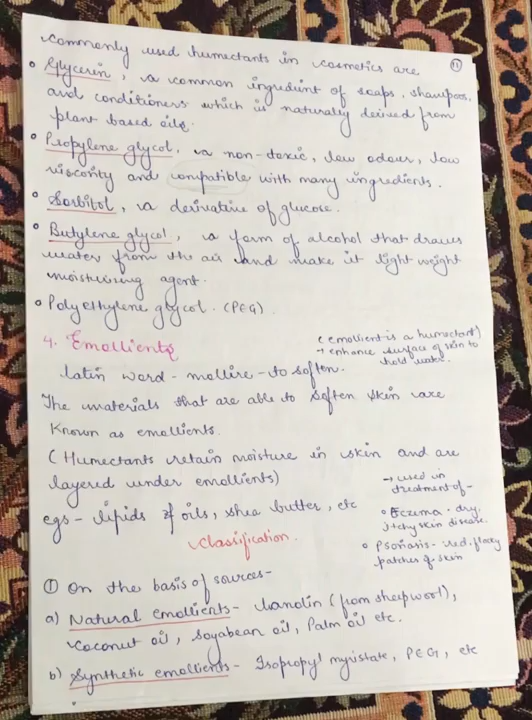 commonly used humectants in cosmetics are
• Glycerin, a common ingredient of soaps, shampoos,
and conditioners which is naturally derived from
plant based oils.
• Propylene glycol, a non-toxic, low odour, low
viscosity and compatible with many ingredients.
• Sorbitol, a derivative of glucose.
• Butylene glycol, a form of alcohol that draws
water from the air and make it light weight
moisturising agent.
• Polyethylene glycol. (PEG)
4. Emollients
(emollient is a humectant)
→ enhance surface of skin to
hold water.
latin word - mollire - to soften.
The materials that are able to soften skin are
Known as emollients.
(Humectants retain moisture in skin and are
layered under emollients)
egs - lipids & oils, shea butter, etc
→ used in
treatment of -
• Eczema - dry,
itchy skin disease.
• Psoriasis - red, flaky
patches of skin
Classification.
① On the basis of sources -
a) Natural emollients - Lanolin (from sheep wool),
Coconut oil, Soyabean oil, Palm oil etc.
b) Synthetic emollients - Isopropyl myistate, PEG, etc